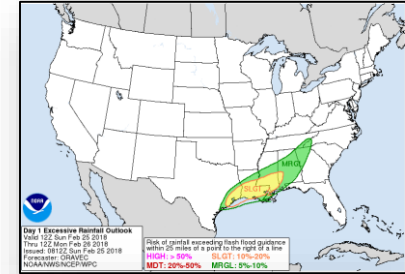 MRGL
SLGT
NOAA
Day 1 Excessive Rainfall Outlook
Valid 12Z Sun Feb 25 2018
Thru 12Z Mon Feb 26 2018
Issued: 0812Z Sun Feb 25 2018
Forecaster: ORAVEC
NOAA/NWS/NCEP/WPC
Risk of rainfall exceeding flash flood guidance
within 25 miles of a point to the right of a line
HIGH: > 50% SLGT: 10%-20%
MDT: 20%-50% MRGL: 5%-10%